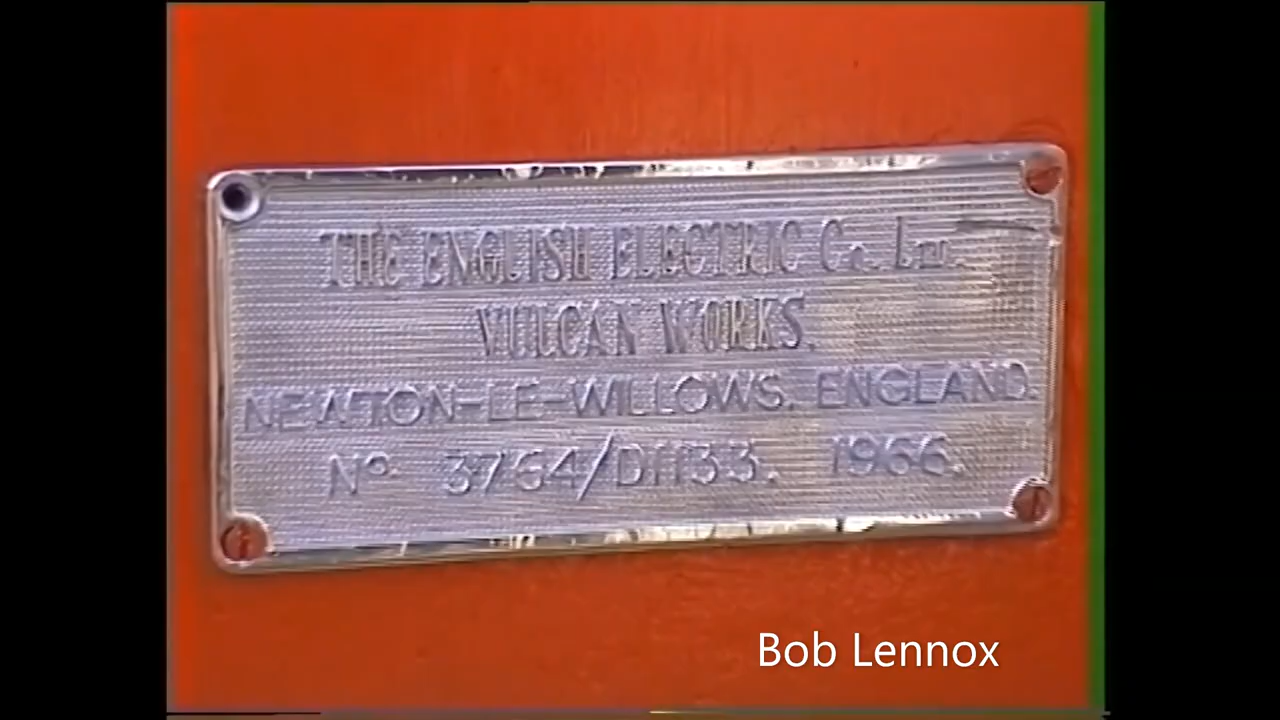 THE ENGLISH ELECTRIC Co. LTD.
VULCAN WORKS.
NEWTON-LE-WILLOWS. ENGLAND.
No 3764/D1133. 1966.
Bob Lennox